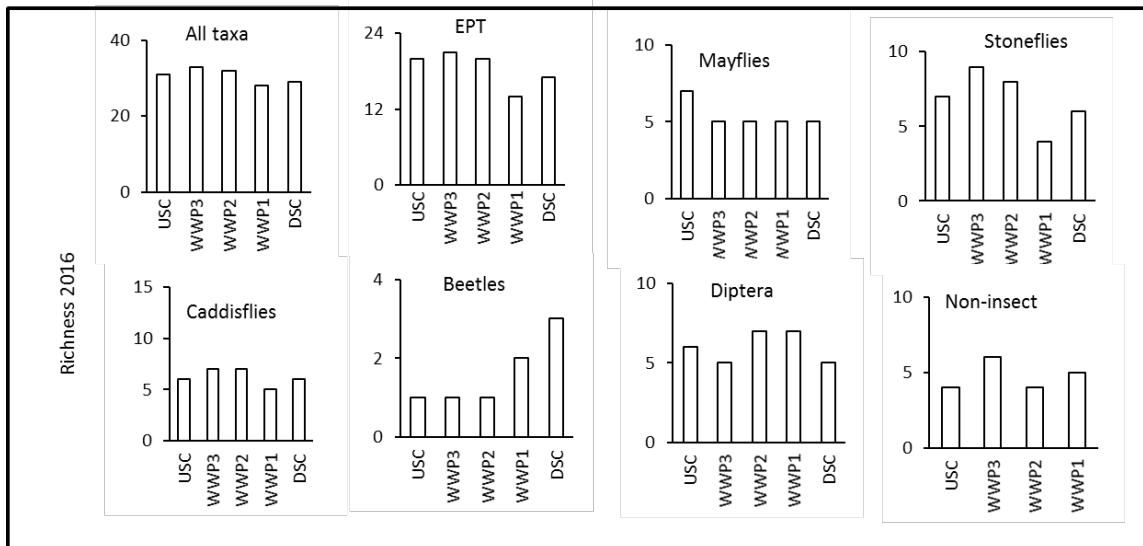 Richness 2016
All taxa
40
20
0
USC
WWP3
WWP2
WWP1
DSC
EPT
24
12
0
USC
WWP3
WWP2
WWP1
DSC
Mayflies
10
5
0
USC
WWP3
WWP2
WWP1
DSC
Stoneflies
10
5
0
USC
WWP3
WWP2
WWP1
DSC
Caddisflies
15
10
5
0
USC
WWP3
WWP2
WWP1
DSC
Beetles
4
2
0
USC
WWP3
WWP2
WWP1
DSC
Diptera
10
5
0
USC
WWP3
WWP2
WWP1
DSC
Non-insect
10
5
0
USC
WWP3
WWP2
WWP1